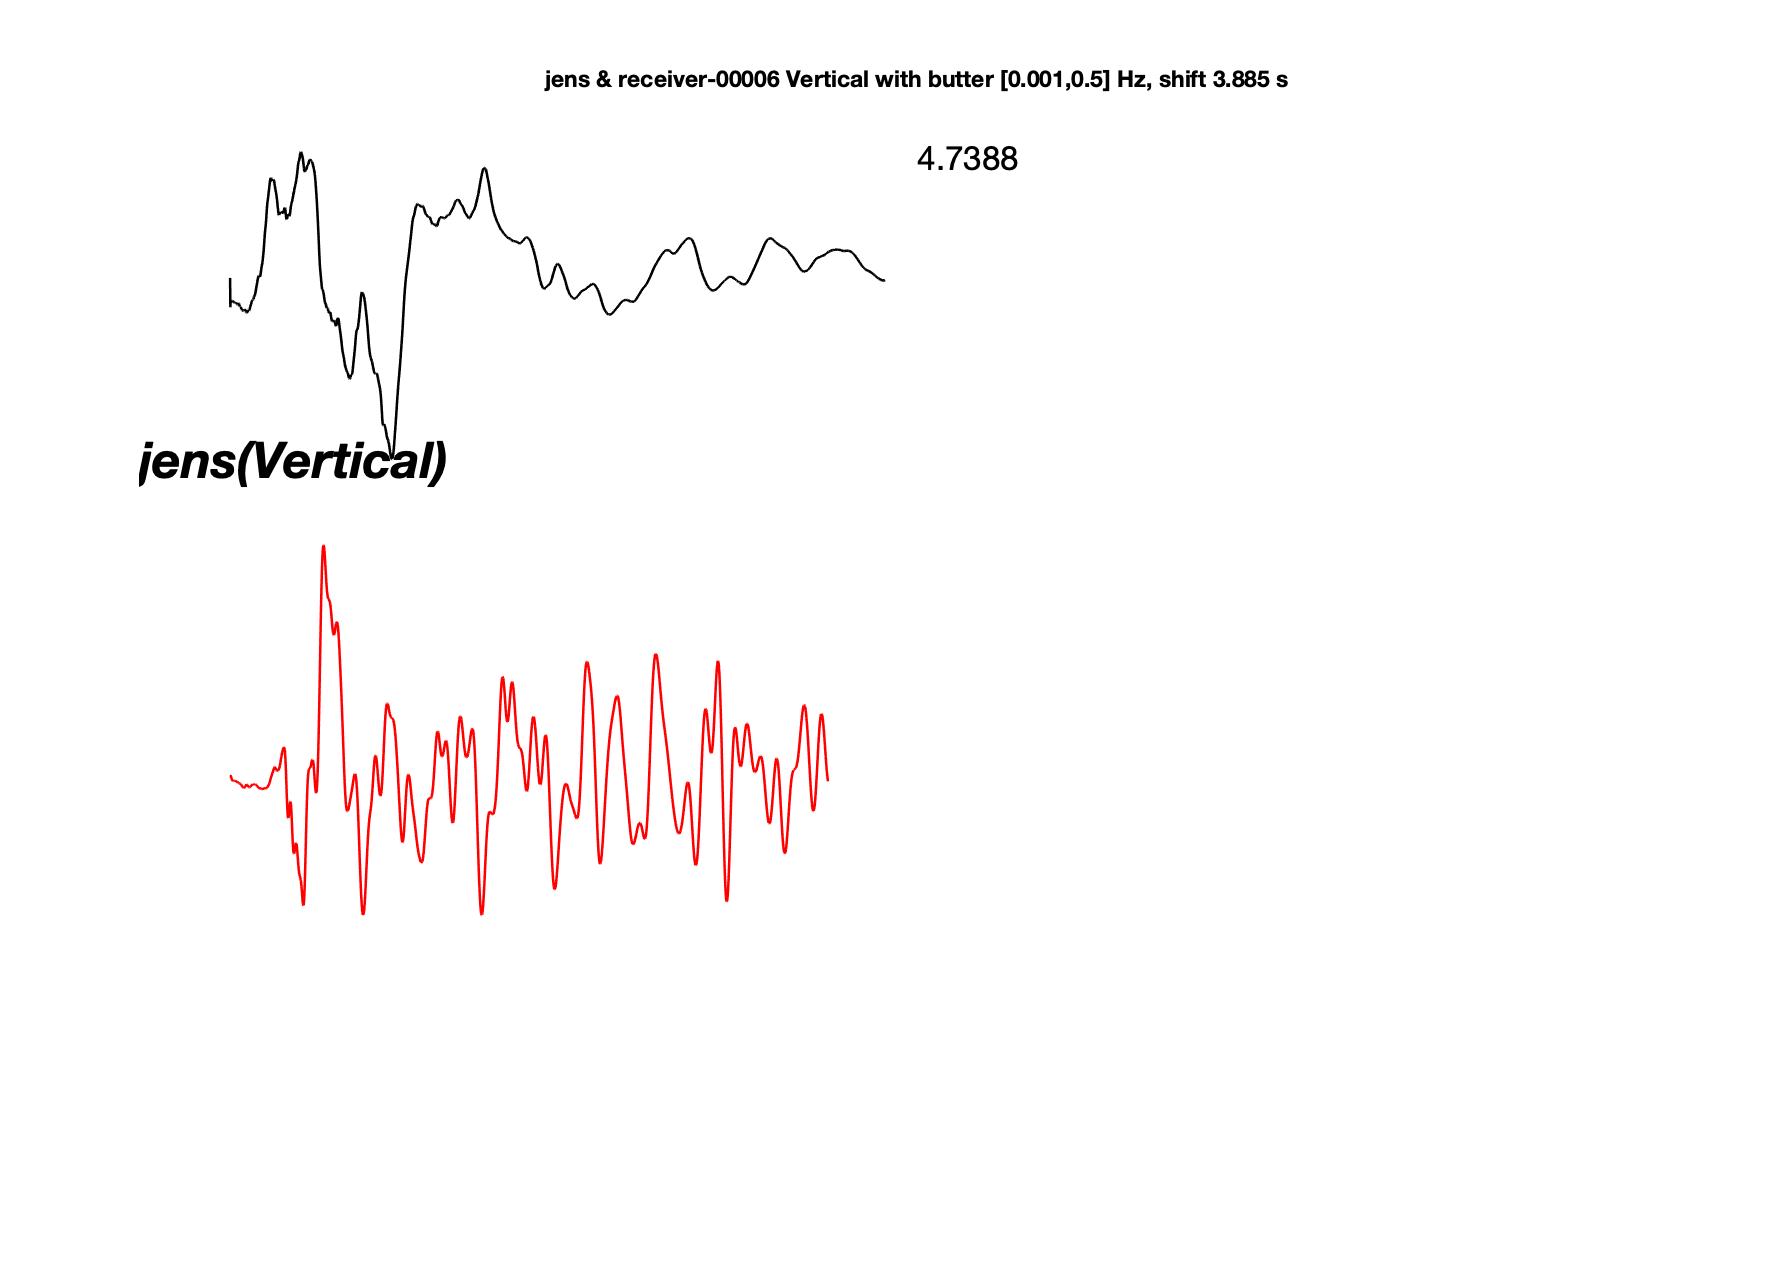 jens & receiver-00006 Vertical with butter [0.001,0.5] Hz, shift 3.885 s
4.7388
jens(Vertical)